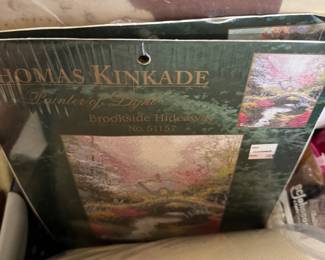 HOMAS KINKADE
Painter of Light
Brookside Hideaway
No. 51157